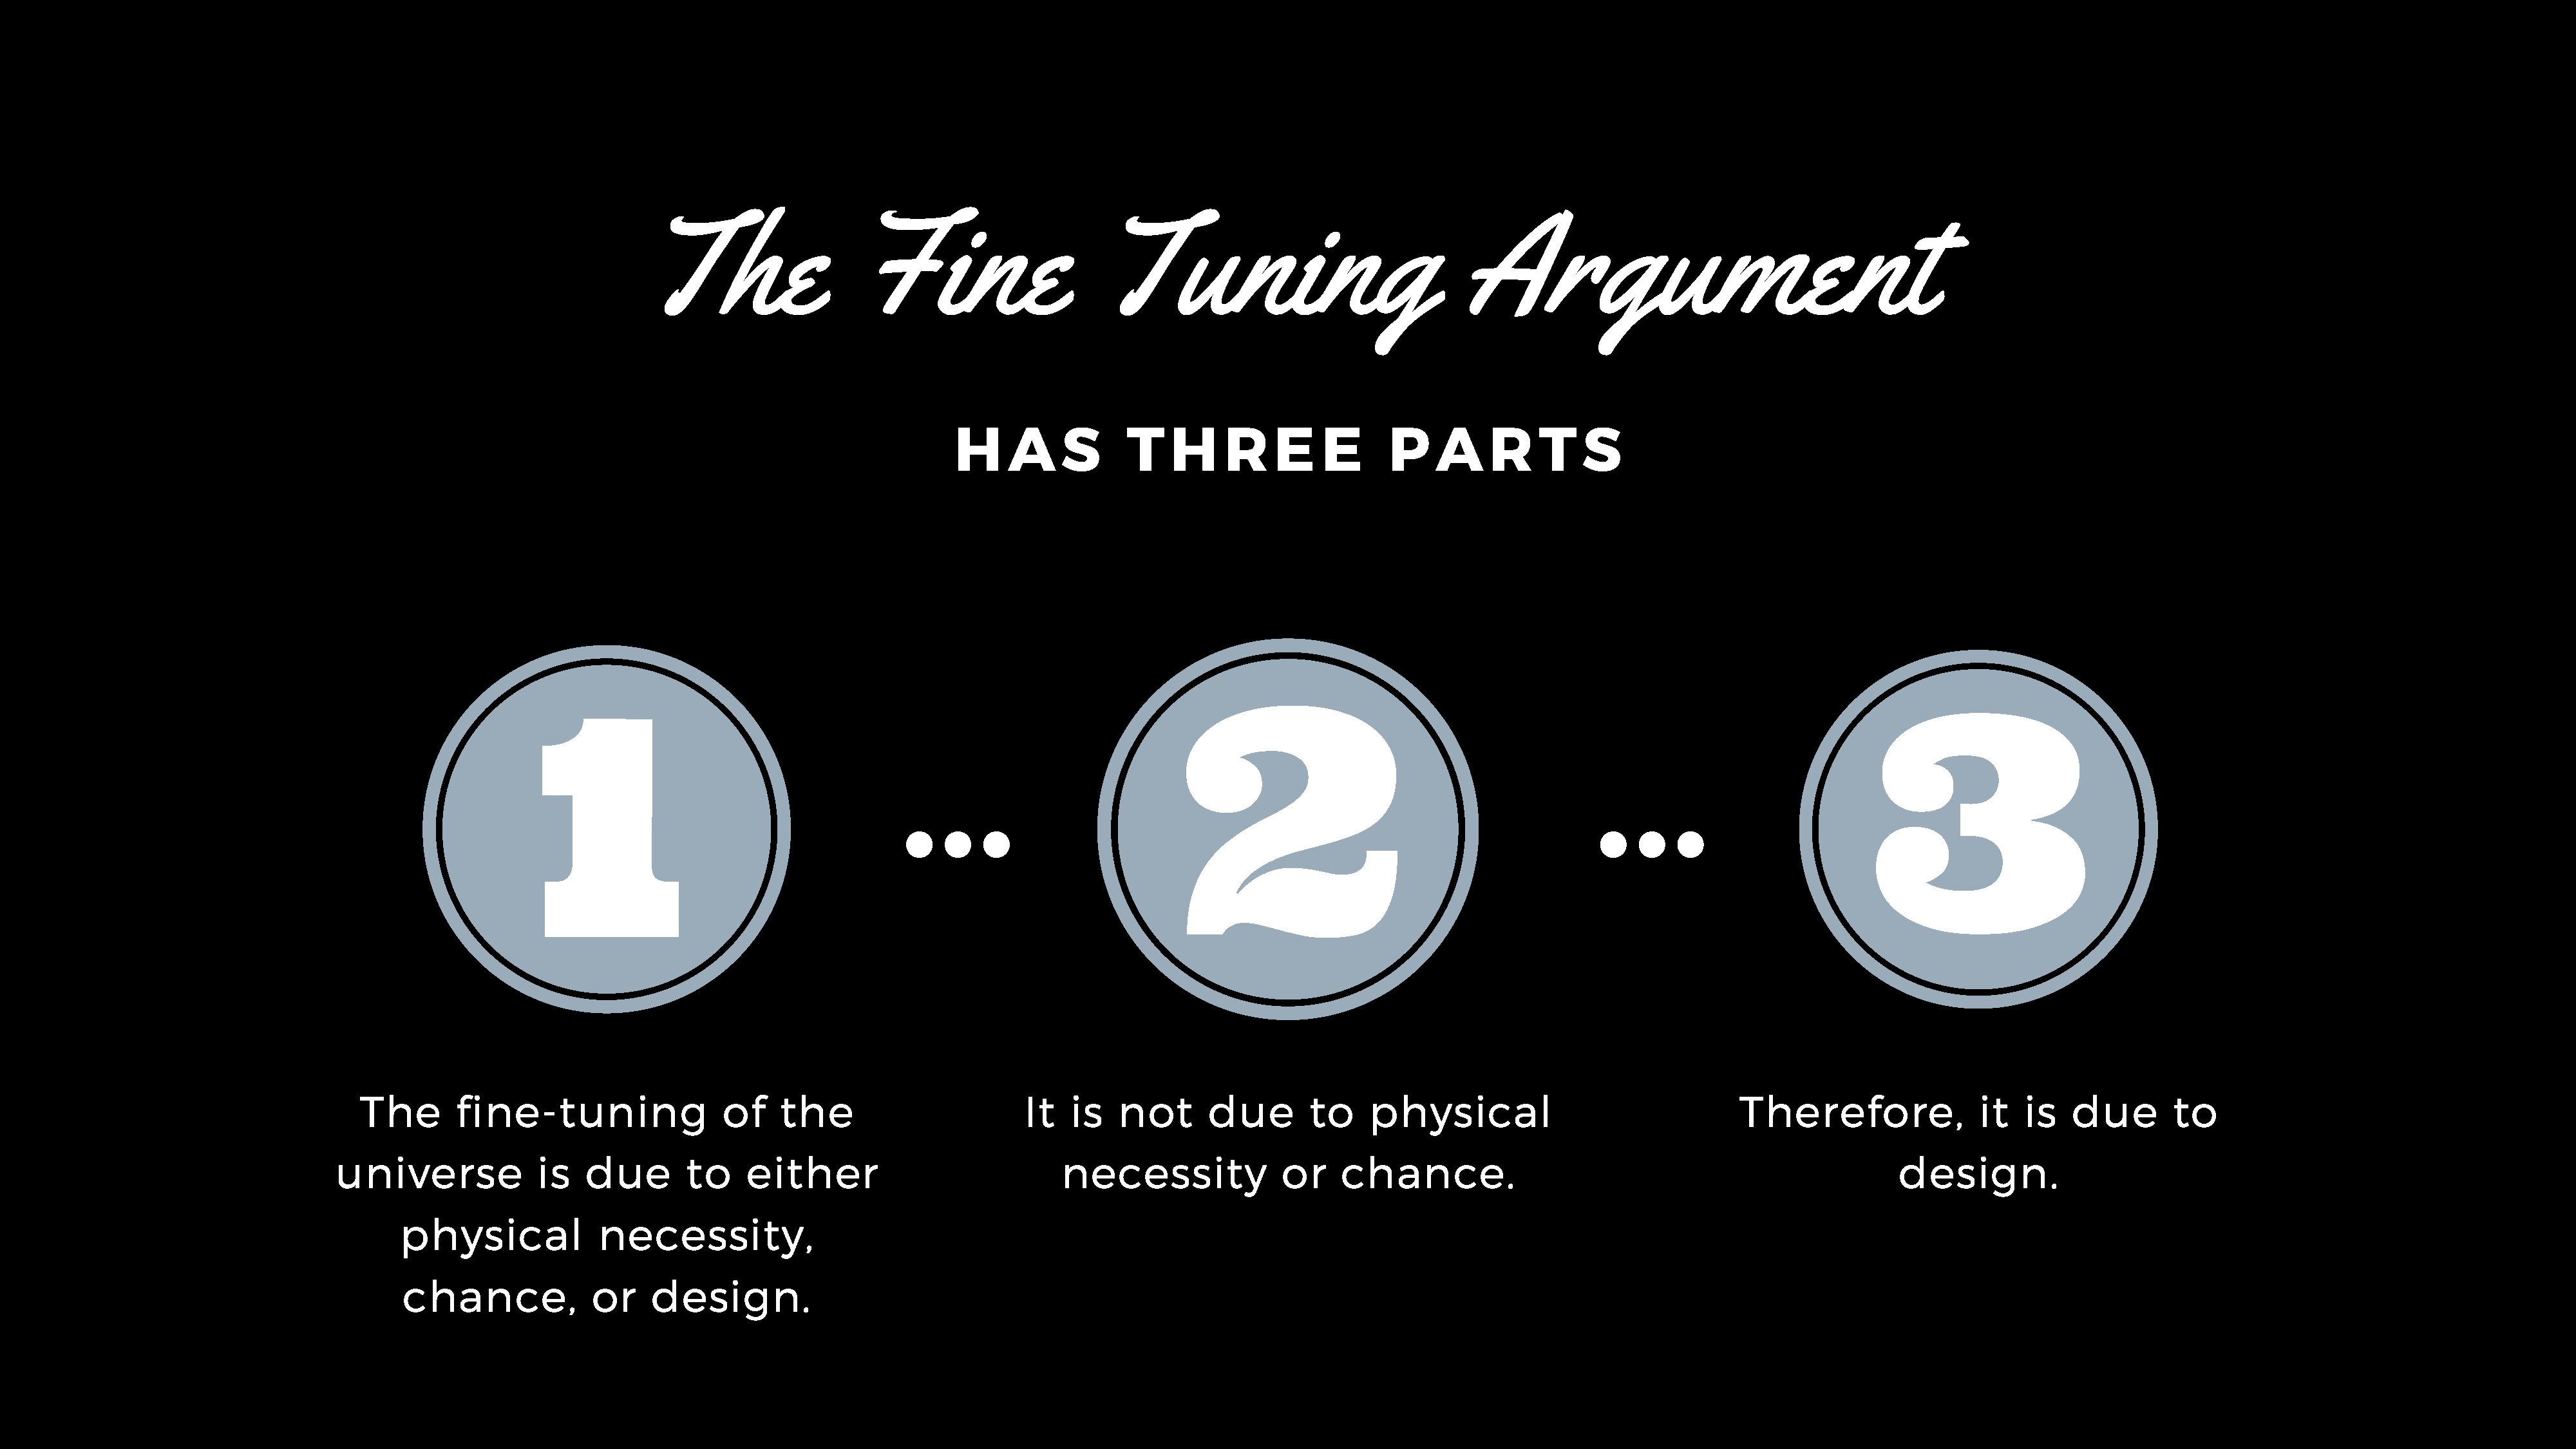 The Fine Tuning Argument
HAS THREE PARTS
1
2
3
The fine-tuning of the
universe is due to either
physical necessity,
chance, or design.
It is not due to physical
necessity or chance.
Therefore, it is due to
design.